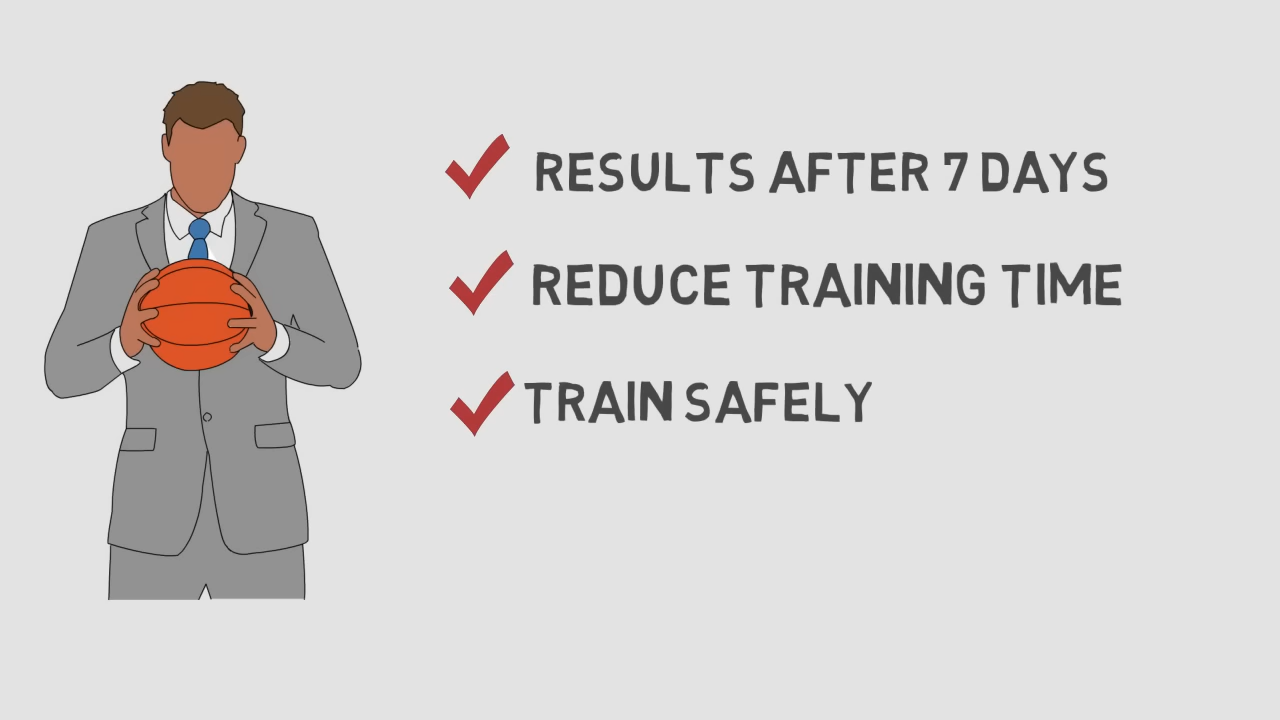 RESULTS AFTER 7 DAYS
REDUCE TRAINING TIME
TRAIN SAFELY